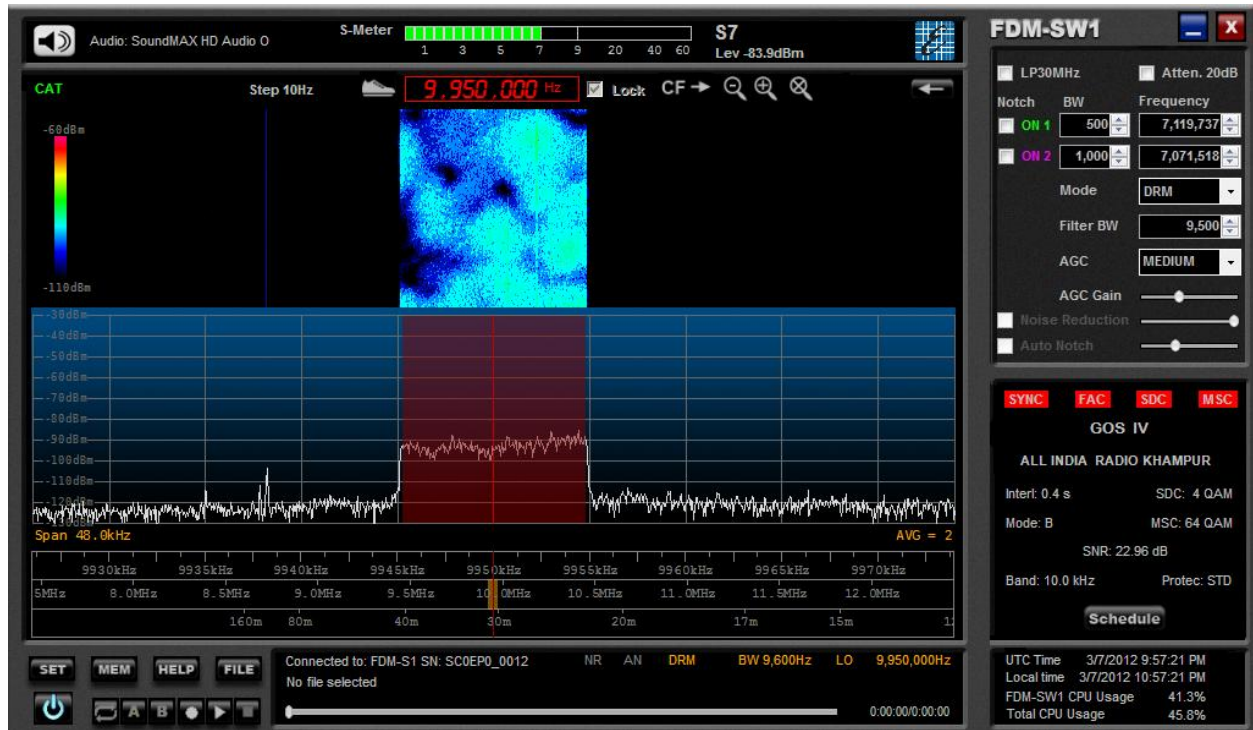 Audio: SoundMAX HD Audio O
S-Meter
1 3 5 7 9 20 40 60
S7
Lev -83.9dBm
CAT
Step 10Hz
9.950.000 Hz
Lock
CF
-60dBm
-110dBm
-30dBm
-40dBm
-50dBm
-60dBm
-70dBm
-80dBm
-90dBm
-100dBm
-110dBm
-120dBm
-130dBm
Span 48.0kHz
AVG = 2
9930kHz 9935kHz 9940kHz 9945kHz 9950kHz 9955kHz 9960kHz 9965kHz 9970kHz
5MHz 8.0MHz 8.5MHz 9.0MHz 9.5MHz 10.0MHz 10.5MHz 11.0MHz 11.5MHz 12.0MHz
160m 80m 40m 30m 20m 17m 15m 1
SET MEM HELP FILE
A B
Connected to: FDM-S1 SN: SC0EP0_0012
NR AN DRM BW 9,600Hz LO 9,950,000Hz
No file selected
0:00:00/0:00:00
FDM-SW1
X
LP30MHz
Atten. 20dB
Notch BW Frequency
ON 1 500 7,119,737
ON 2 1,000 7,071,518
Mode DRM
Filter BW 9,500
AGC MEDIUM
AGC Gain
Noise Reduction
Auto Notch
SYNC FAC SDC MSC
GOS IV
ALL INDIA RADIO KHAMPUR
Interl: 0.4 s SDC: 4 QAM
Mode: B MSC: 64 QAM
SNR: 22.96 dB
Band: 10.0 kHz Protec: STD
Schedule
UTC Time 3/7/2012 9:57:21 PM
Local time 3/7/2012 10:57:21 PM
FDM-SW1 CPU Usage 41.3%
Total CPU Usage 45.8%